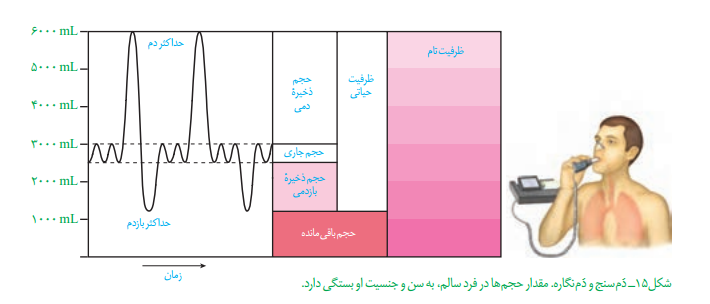 ۶۰۰۰ mL
۵۰۰۰ mL
۴۰۰۰ mL
۳۰۰۰ mL
۲۰۰۰ mL
۱۰۰۰ mL
حداکثر دم
حداکثر بازدم
زمان
حجم
ذخیرهٔ
دمی
حجم جاری
حجم ذخیرهٔ
بازدمی
حجم باقی مانده
ظرفیت
حیاتی
ظرفیت تام
شکل ۱۵ــ دَم‌سنج و دَم نگاره. مقدار حجم‌ها در فرد سالم، به سن و جنسیت او بستگی دارد.